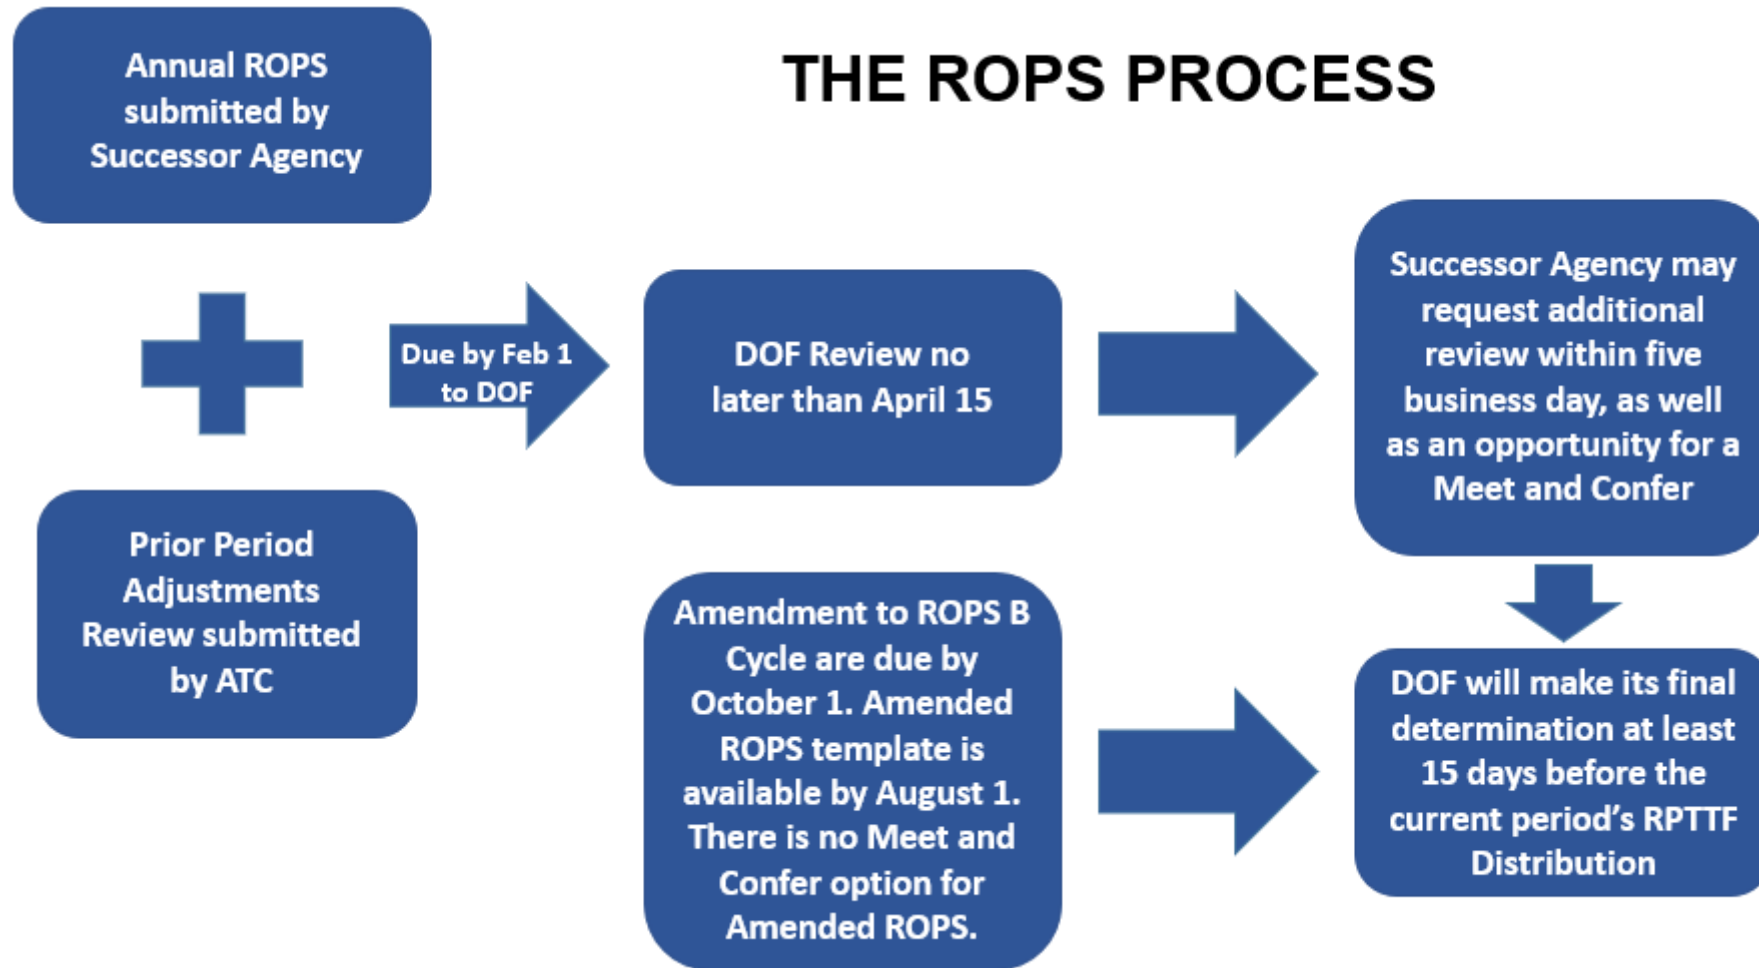 THE ROPS PROCESS
Annual ROPS
submitted by
Successor Agency
Prior Period
Adjustments
Review submitted
by ATC
Due by Feb 1
to DOF
DOF Review no
later than April 15
Successor Agency may
request additional
review within five
business day, as well
as an opportunity for a
Meet and Confer
Amendment to ROPS B
Cycle are due by
October 1. Amended
ROPS template is
available by August 1.
There is no Meet and
Confer option for
Amended ROPS.
DOF will make its final
determination at least
15 days before the
current period’s RPTTF
Distribution